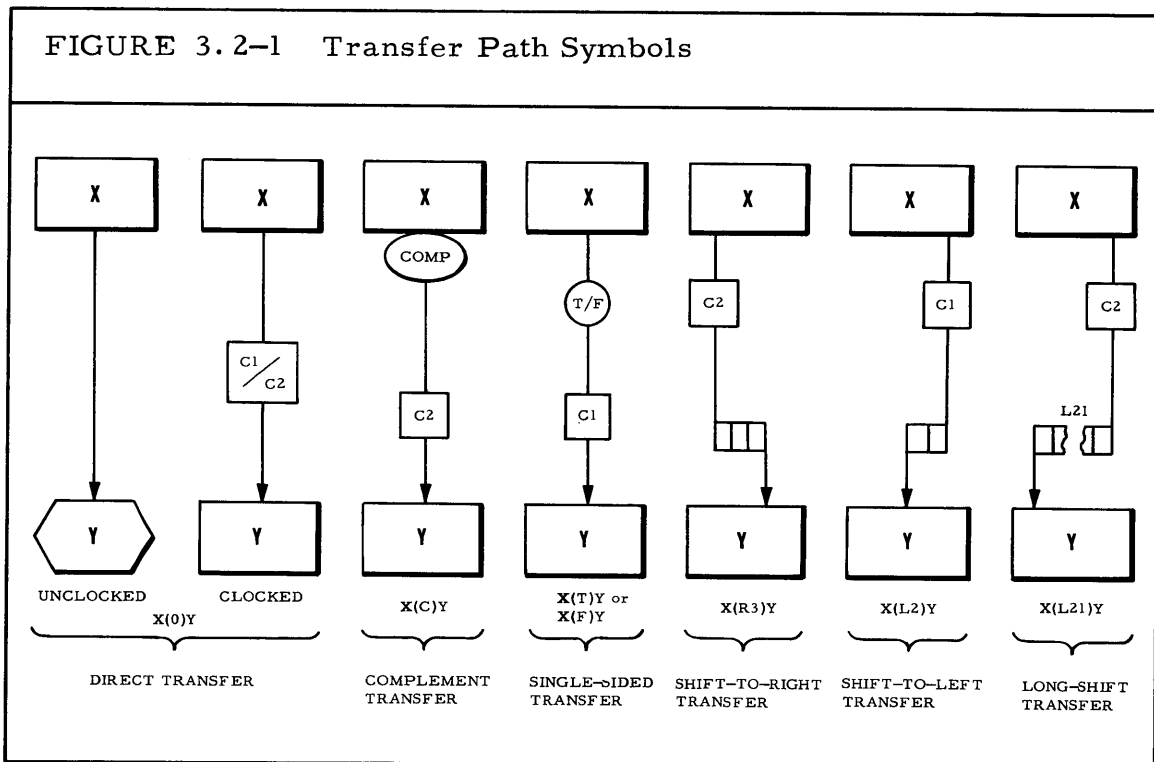 FIGURE 3.2-1 Transfer Path Symbols
X X X X X X X
COMP
T/F C2 C1 C2
C1/C2
C2 C1
L21
Y Y Y Y Y Y Y
UNCLOCKED CLOCKED
X(0)Y
X(C)Y
X(T)Y or
X(F)Y
X(R3)Y
X(L2)Y
X(L21)Y
DIRECT TRANSFER
COMPLEMENT
TRANSFER
SINGLE-SIDED
TRANSFER
SHIFT-TO-RIGHT
TRANSFER
SHIFT-TO-LEFT
TRANSFER
LONG-SHIFT
TRANSFER